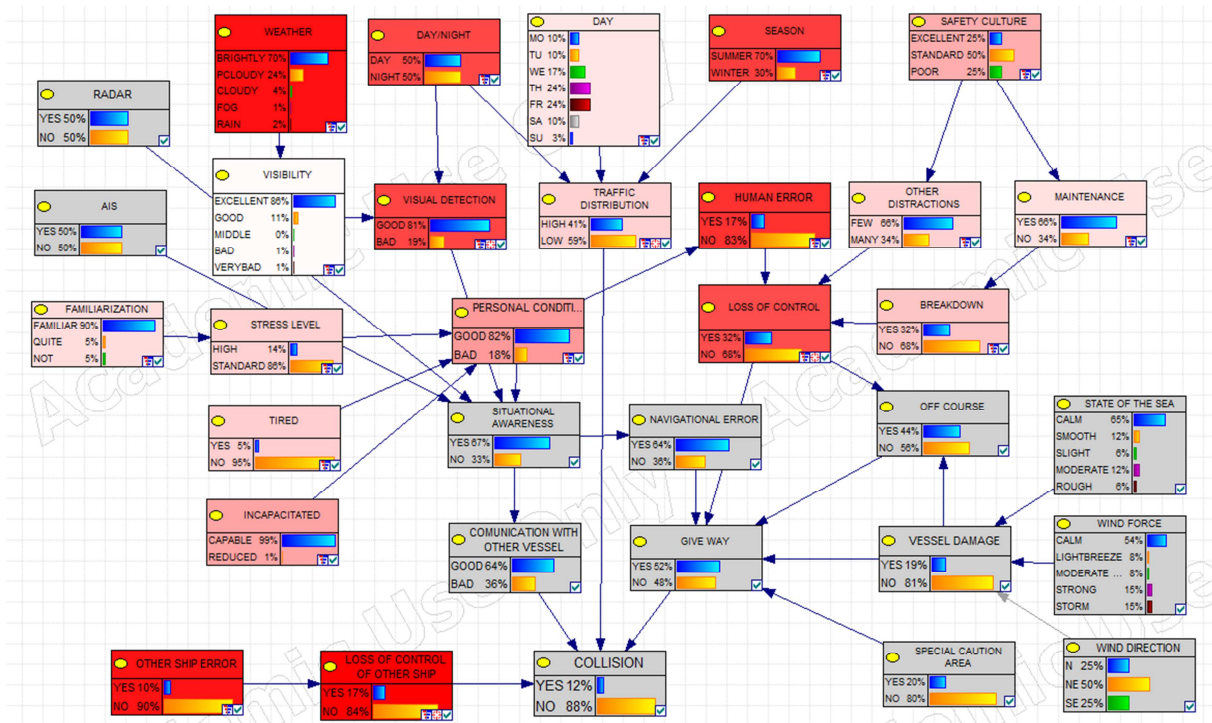 WEATHER
BRIGHTLY 70%
PCLOUDY 24%
CLOUDY 4%
FOG 1%
RAIN 2%
DAY/NIGHT
DAY 50%
NIGHT 50%
DAY
MO 10%
TU 10%
WE 17%
TH 24%
FR 24%
SA 10%
SU 3%
SEASON
SUMMER 70%
WINTER 30%
SAFETY CULTURE
EXCELLENT 25%
STANDARD 50%
POOR 25%
RADAR
YES 50%
NO 50%
VISIBILITY
EXCELLENT 86%
GOOD 11%
MIDDLE 0%
BAD 1%
VERYBAD 1%
VISUAL DETECTION
GOOD 81%
BAD 19%
TRAFFIC
DISTRIBUTION
HIGH 41%
LOW 59%
HUMAN ERROR
YES 17%
NO 83%
OTHER
DISTRACTIONS
FEW 66%
MANY 34%
MAINTENANCE
YES 66%
NO 34%
AIS
YES 50%
NO 50%
FAMILIARIZATION
FAMILIAR 90%
QUITE 5%
NOT 5%
STRESS LEVEL
HIGH 14%
STANDARD 86%
PERSONAL CONDITI...
GOOD 82%
BAD 18%
LOSS OF CONTROL
YES 32%
NO 68%
BREAKDOWN
YES 32%
NO 68%
TIRED
YES 5%
NO 95%
SITUATIONAL
AWARENESS
YES 67%
NO 33%
NAVIGATIONAL ERROR
YES 64%
NO 36%
OFF COURSE
YES 44%
NO 56%
STATE OF THE SEA
CALM 65%
SMOOTH 12%
SLIGHT 6%
MODERATE 12%
ROUGH 6%
INCAPACITATED
CAPABLE 99%
REDUCED 1%
COMUNICATION WITH
OTHER VESSEL
GOOD 64%
BAD 36%
GIVE WAY
YES 52%
NO 48%
VESSEL DAMAGE
YES 19%
NO 81%
WIND FORCE
CALM 54%
LIGHTBREEZE 8%
MODERATE ... 8%
STRONG 15%
STORM 15%
OTHER SHIP ERROR
YES 10%
NO 90%
LOSS OF CONTROL
OF OTHER SHIP
YES 17%
NO 84%
COLLISION
YES 12%
NO 88%
SPECIAL CAUTION
AREA
YES 20%
NO 80%
WIND DIRECTION
N 25%
NE 50%
SE 25%
Academic Use Only